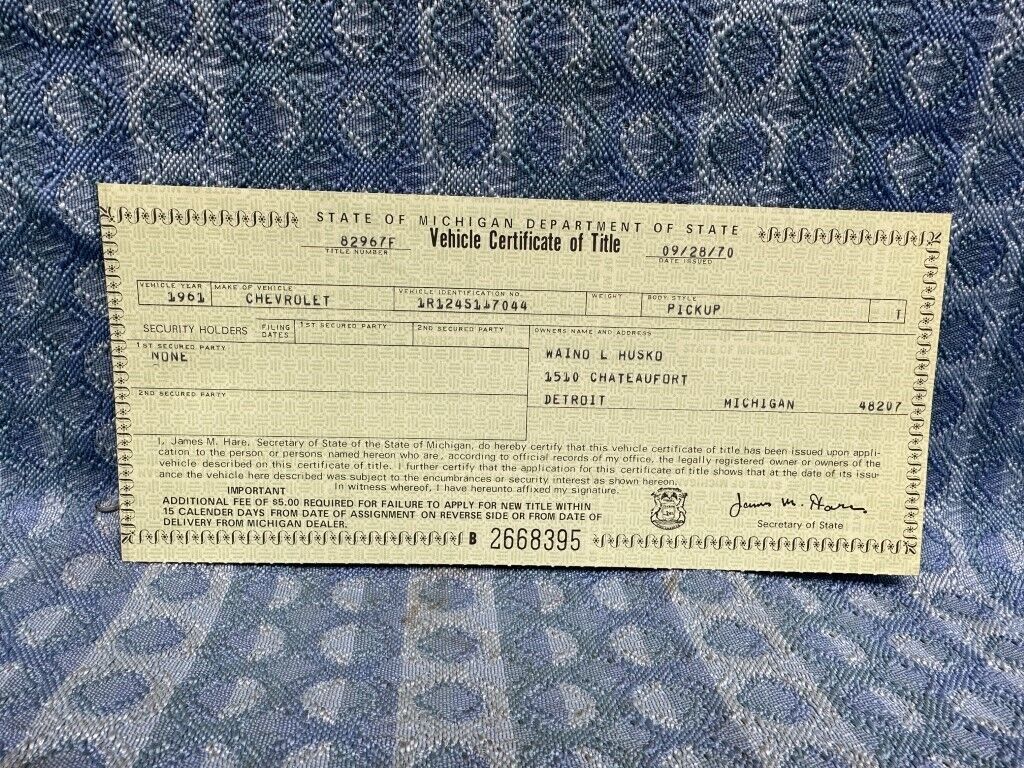 STATE OF MICHIGAN DEPARTMENT OF STATE
82967F Vehicle Certificate of Title 09/28/70
TITLE NUMBER DATE ISSUED
VEHICLE YEAR MAKE OF VEHICLE VEHICLE IDENTIFICATION NO. WEIGHT BODY STYLE
1961 CHEVROLET 1R124S117044 PICKUP T
SECURITY HOLDERS FILING DATES 1ST SECURED PARTY 2ND SECURED PARTY
OWNERS NAME AND ADDRESS
1ST SECURED PARTY
NONE
WAINO L HUSKO
1510 CHATEAUFORT
DETROIT MICHIGAN 48207
2ND SECURED PARTY
I, James M. Hare, Secretary of State of the State of Michigan, do hereby certify that this vehicle certificate of title has been issued upon appli-
cation to the person or persons named hereon who are, according to official records of my office, the legally registered owner or owners of the
vehicle described on this certificate of title. I further certify that the application for this certificate of title shows that at the date of its issu-
ance the vehicle here described was subject to the encumbrances or security interest as shown hereon.
In witness whereof, I have hereunto affixed my signature.
IMPORTANT
ADDITIONAL FEE OF $5.00 REQUIRED FOR FAILURE TO APPLY FOR NEW TITLE WITHIN
15 CALENDER DAYS FROM DATE OF ASSIGNMENT ON REVERSE SIDE OR FROM DATE OF
DELIVERY FROM MICHIGAN DEALER.
James M. Hare
Secretary of State
B 2668395